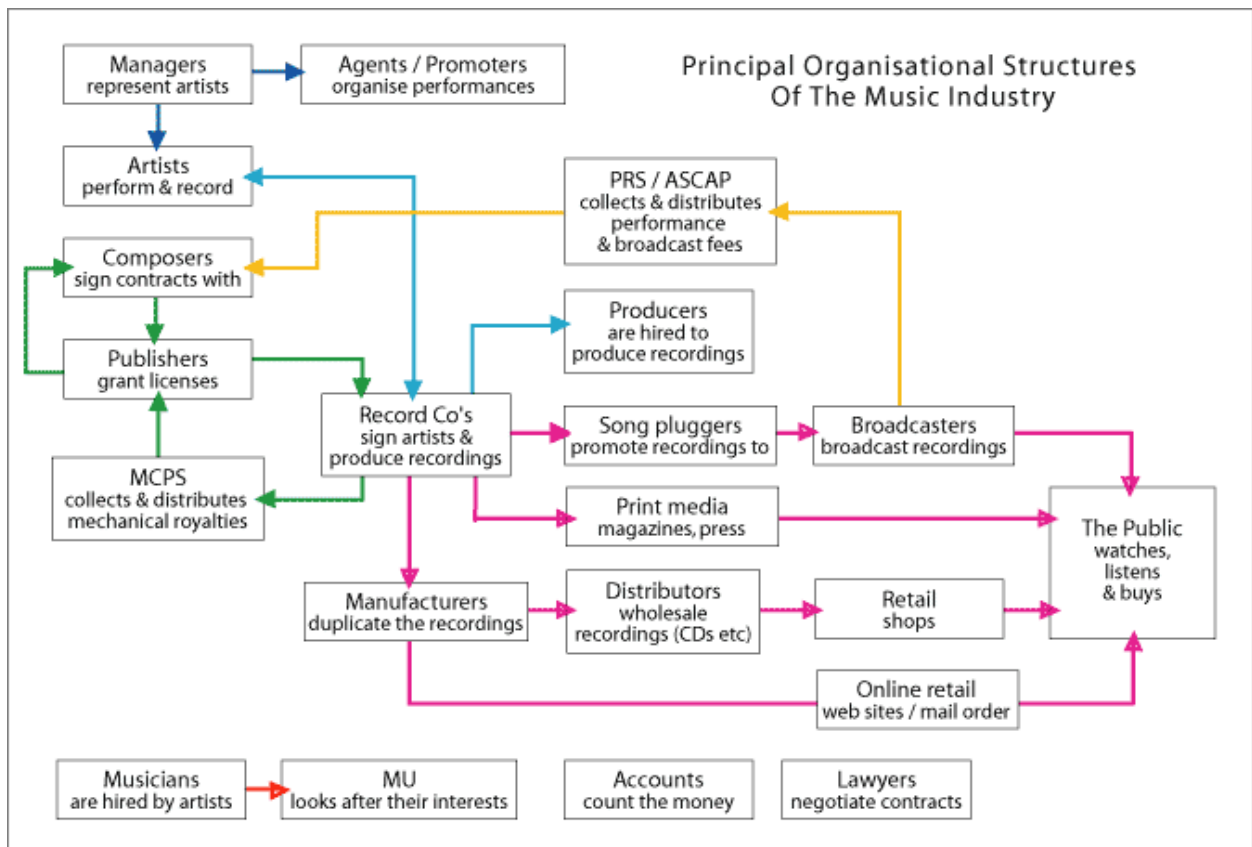 Principal Organisational Structures
Of The Music Industry
Managers
represent artists
Agents / Promoters
organise performances
Artists
perform & record
PRS / ASCAP
collects & distributes
performance
& broadcast fees
Composers
sign contracts with
Producers
are hired to
produce recordings
Publishers
grant licenses
Record Co's
sign artists &
produce recordings
Song pluggers
promote recordings to
Broadcasters
broadcast recordings
MCPS
collects & distributes
mechanical royalties
Print media
magazines, press
The Public
watches,
listens
& buys
Manufacturers
duplicate the recordings
Distributors
wholesale
recordings (CDs etc)
Retail
shops
Online retail
web sites / mail order
Musicians
are hired by artists
MU
looks after their interests
Accounts
count the money
Lawyers
negotiate contracts